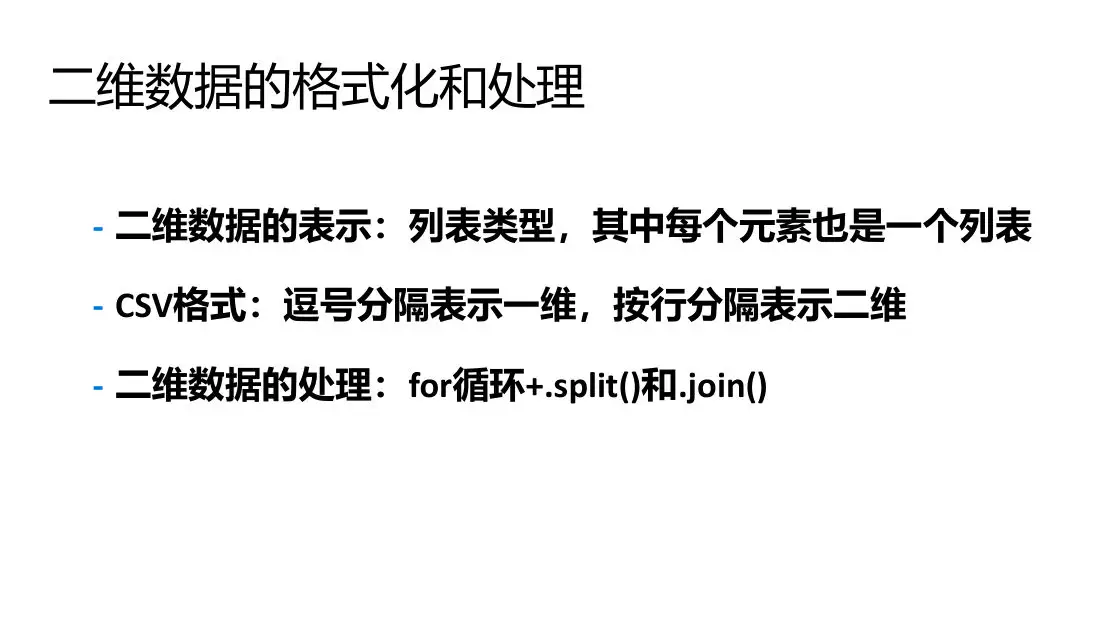 二维数据的格式化和处理
- 二维数据的表示：列表类型，其中每个元素也是一个列表
- CSV格式：逗号分隔表示一维，按行分隔表示二维
- 二维数据的处理：for循环+.split()和.join()